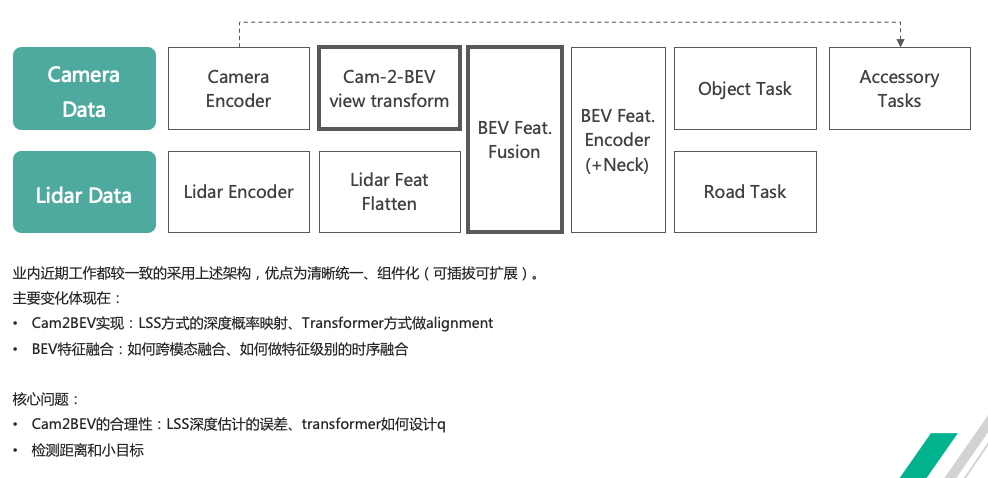 Camera
Data
Camera
Encoder
Cam-2-BEV
view transform
BEV Feat.
Fusion
BEV Feat.
Encoder
(+Neck)
Object Task
Accessory
Tasks
Lidar Data
Lidar Encoder
Lidar Feat
Flatten
Road Task
业内近期工作都较一致的采用上述架构，优点为清晰统一、组件化（可插拔可扩展）。
主要变化体现在：
• Cam2BEV实现：LSS方式的深度概率映射、Transformer方式做alignment
• BEV特征融合：如何跨模态融合、如何做特征级别的时序融合
核心问题：
• Cam2BEV的合理性：LSS深度估计的误差、transformer如何设计q
• 检测距离和小目标